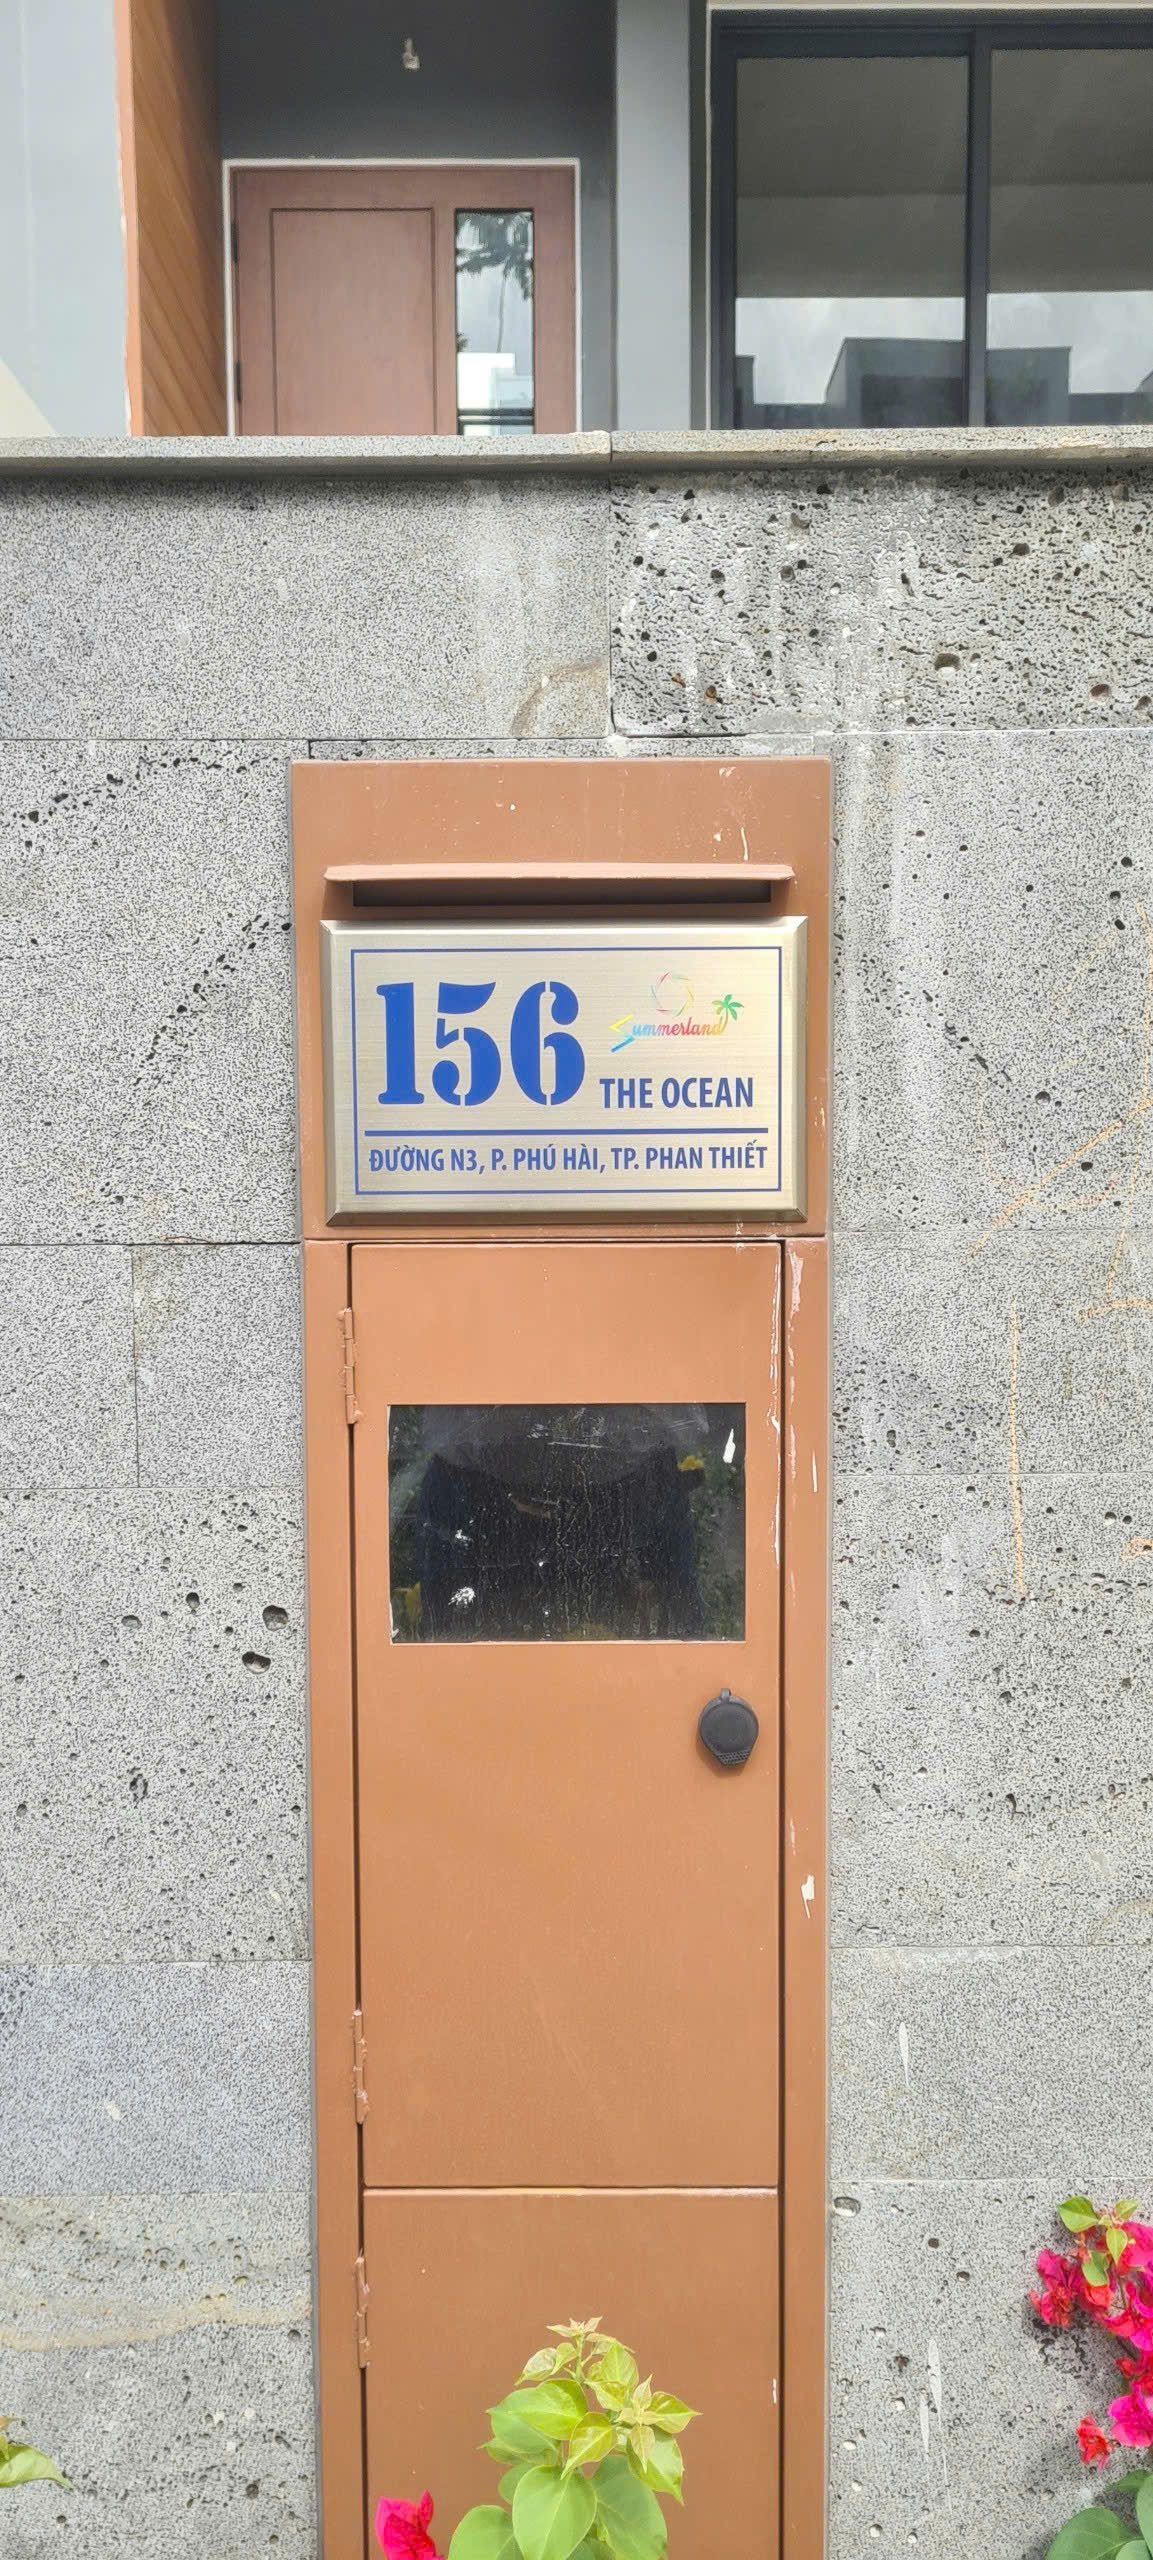 156
Summerland
THE OCEAN
ĐƯỜNG N3, P. PHÚ HÀI, TP. PHAN THIẾT